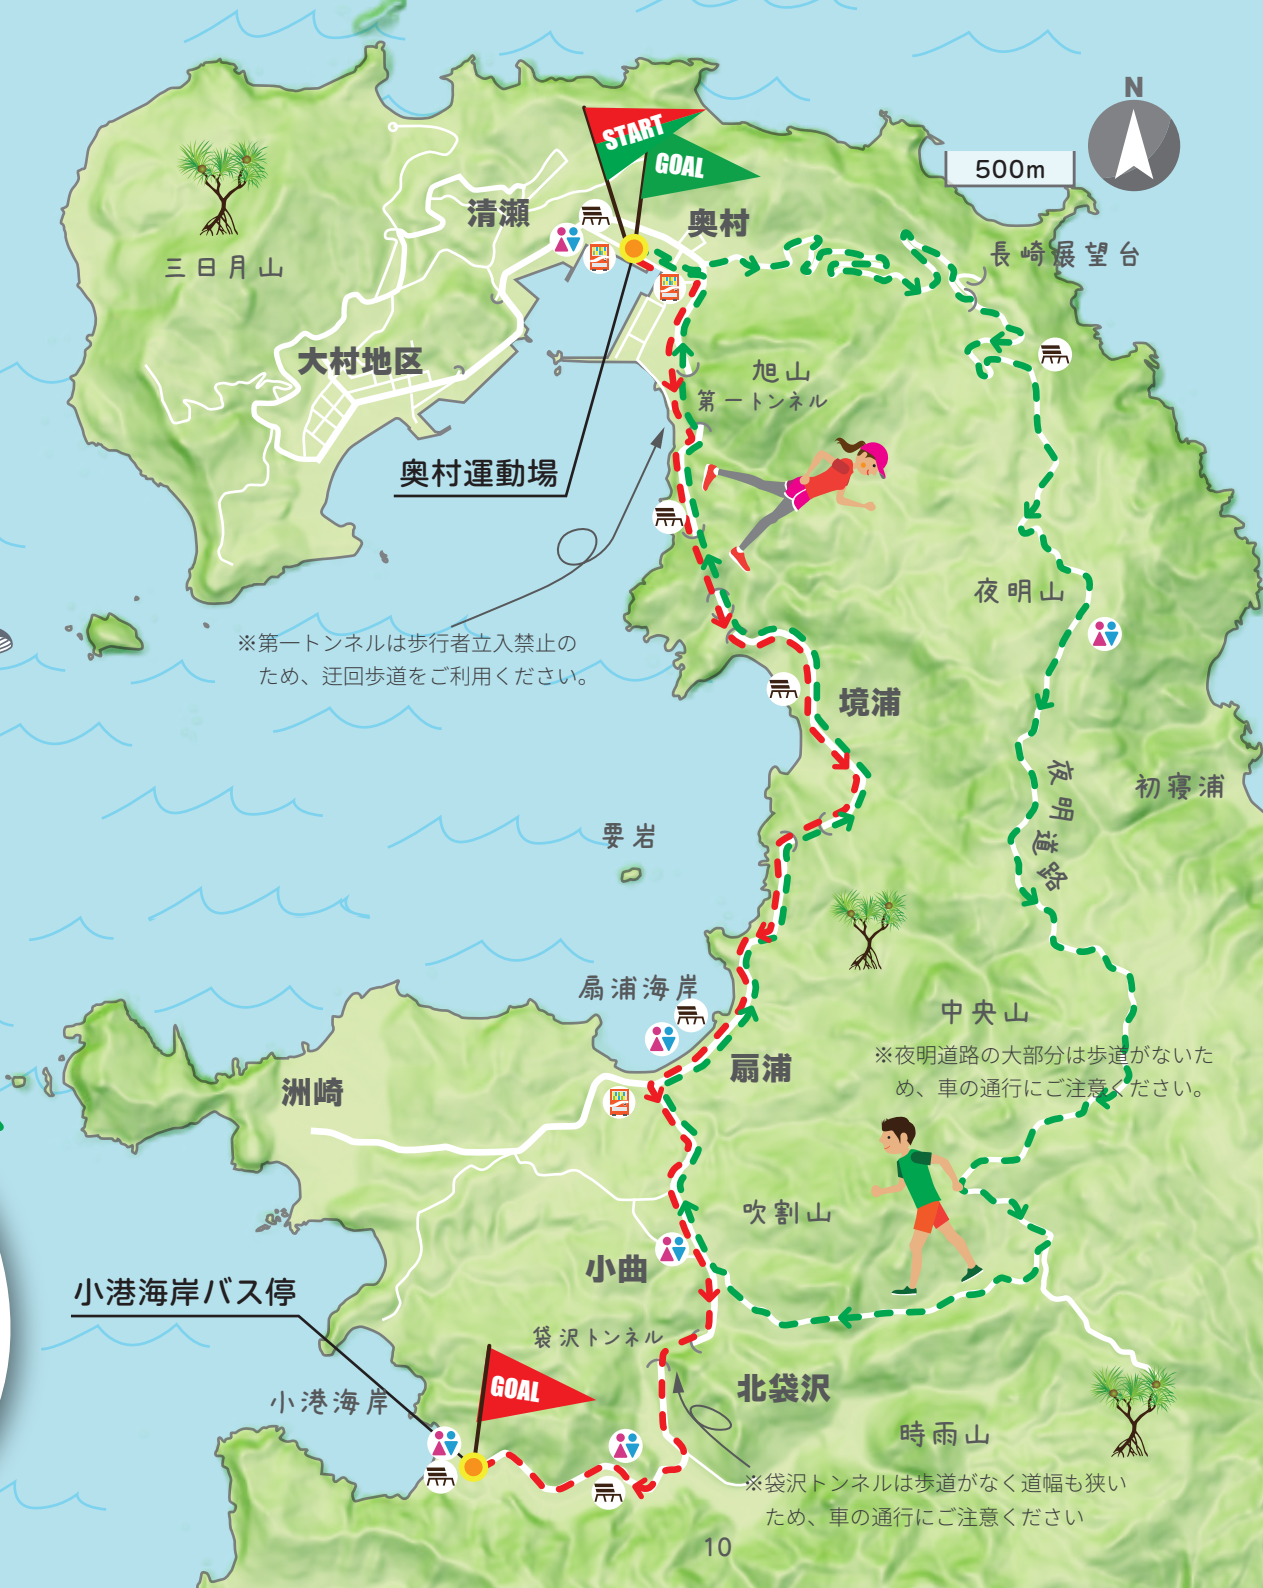 N
500m
START
GOAL
清瀬
奥村
長崎展望台
三日月山
大村地区
旭山
第一トンネル
奥村運動場
夜明山
※第一トンネルは歩行者立入禁止の
ため、迂回歩道をご利用ください。
境浦
夜明道路
初寝浦
要岩
扇浦海岸
中央山
※夜明道路の大部分は歩道がないた
め、車の通行にご注意ください。
扇浦
洲崎
吹割山
小曲
小港海岸バス停
袋沢トンネル
GOAL
北袋沢
小港海岸
時雨山
※袋沢トンネルは歩道がなく道幅も狭い
ため、車の通行にご注意ください
10